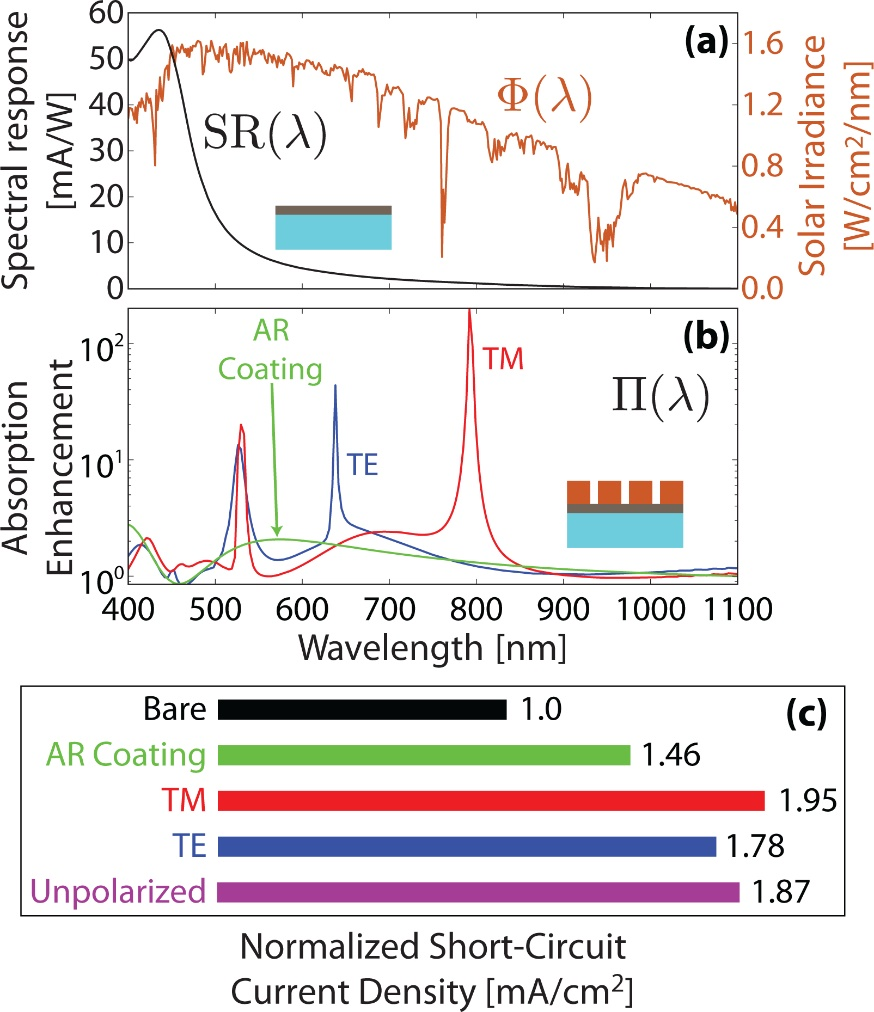 (a)
Spectral response
[mA/W]
60
50
40
30
20
10
0
SR(λ)
Φ(λ)
1.6
1.2
0.8
0.4
0.0
Solar Irradiance
[W/cm²/nm]
(b)
Absorption
Enhancement
10²
10¹
10⁰
AR
Coating
TE
TM
Π(λ)
400 500 600 700 800 900 1000 1100
Wavelength [nm]
(c)
Bare 1.0
AR Coating 1.46
TM 1.95
TE 1.78
Unpolarized 1.87
Normalized Short-Circuit
Current Density [mA/cm²]